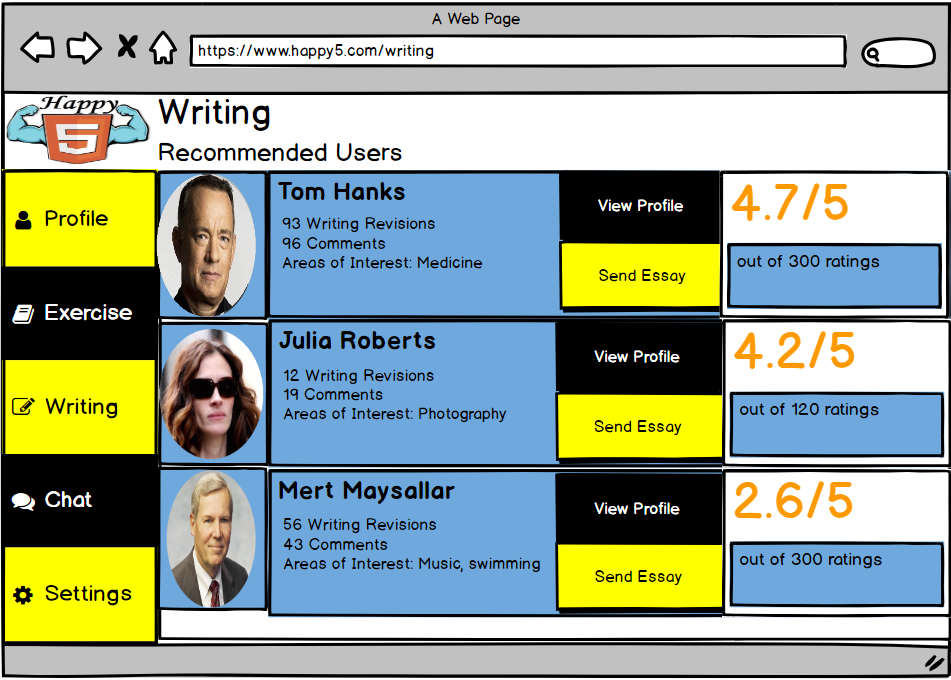 A Web Page
https://www.happy5.com/writing
Happy
5
Writing
Recommended Users
Profile
Exercise
Writing
Chat
Settings
Tom Hanks
93 Writing Revisions
96 Comments
Areas of Interest: Medicine
View Profile
Send Essay
4.7/5
out of 300 ratings
Julia Roberts
12 Writing Revisions
19 Comments
Areas of Interest: Photography
View Profile
Send Essay
4.2/5
out of 120 ratings
Mert Maysallar
56 Writing Revisions
43 Comments
Areas of Interest: Music, swimming
View Profile
Send Essay
2.6/5
out of 300 ratings